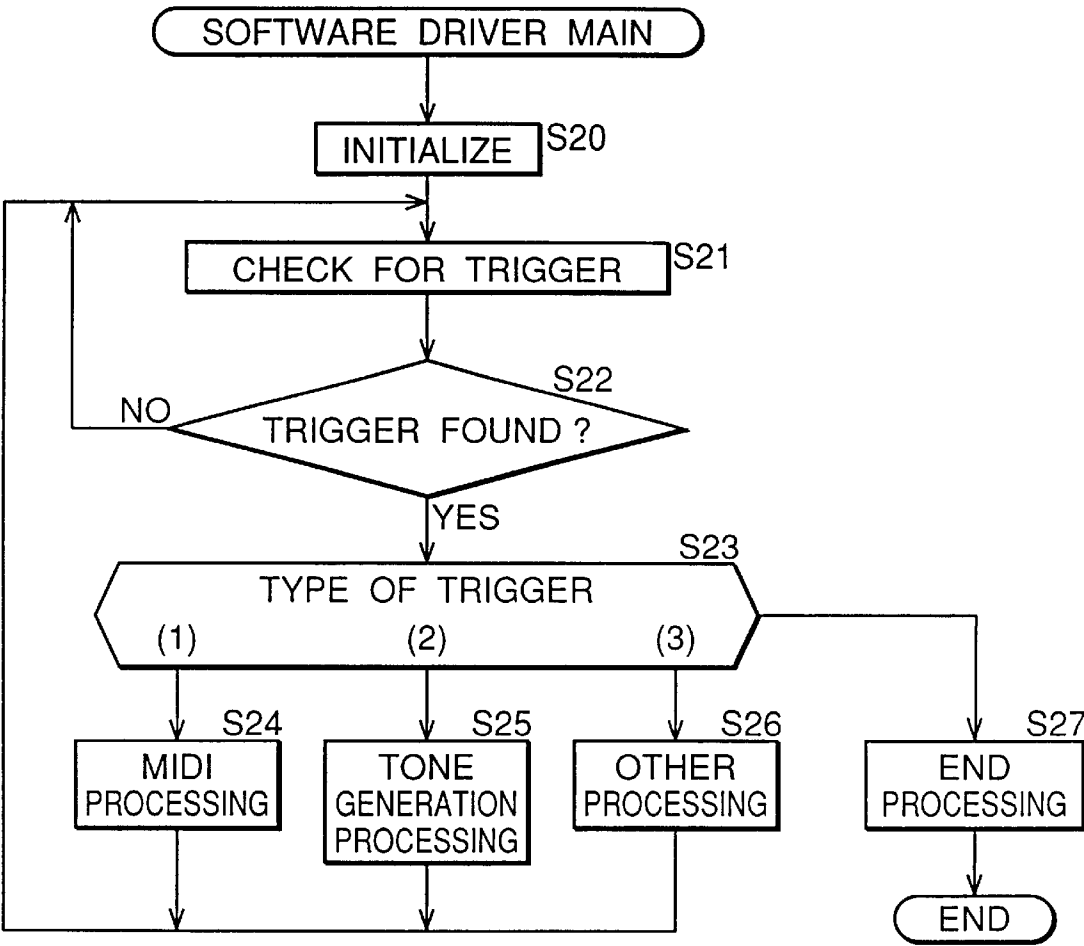 SOFTWARE DRIVER MAIN
INITIALIZE
S20
CHECK FOR TRIGGER
S21
S22
NO
TRIGGER FOUND ?
YES
S23
TYPE OF TRIGGER
(1)
(2)
(3)
S24
MIDI
PROCESSING
S25
TONE
GENERATION
PROCESSING
S26
OTHER
PROCESSING
S27
END
PROCESSING
END